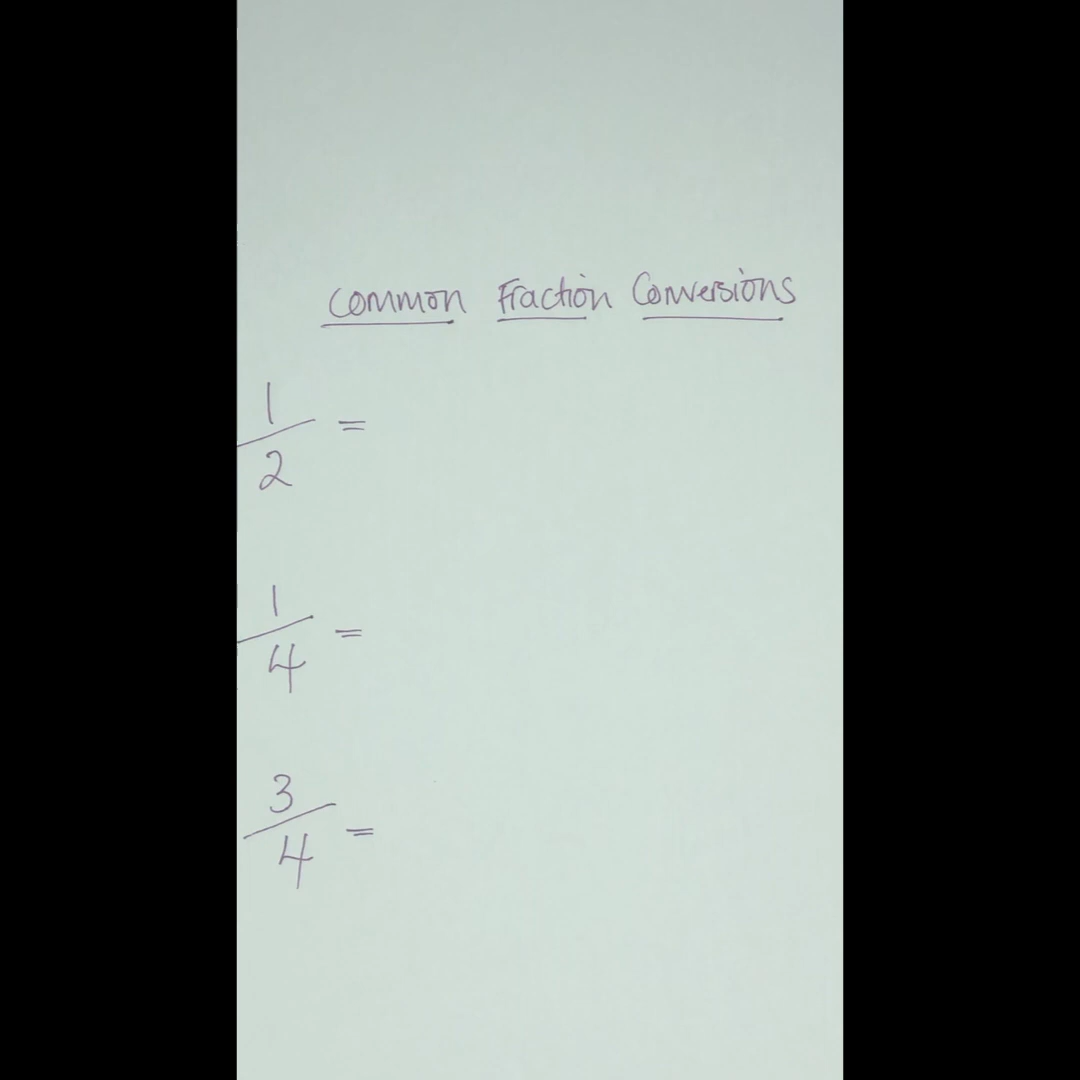 Common Fraction Conversions
1/2 =
1/4 =
3/4 =